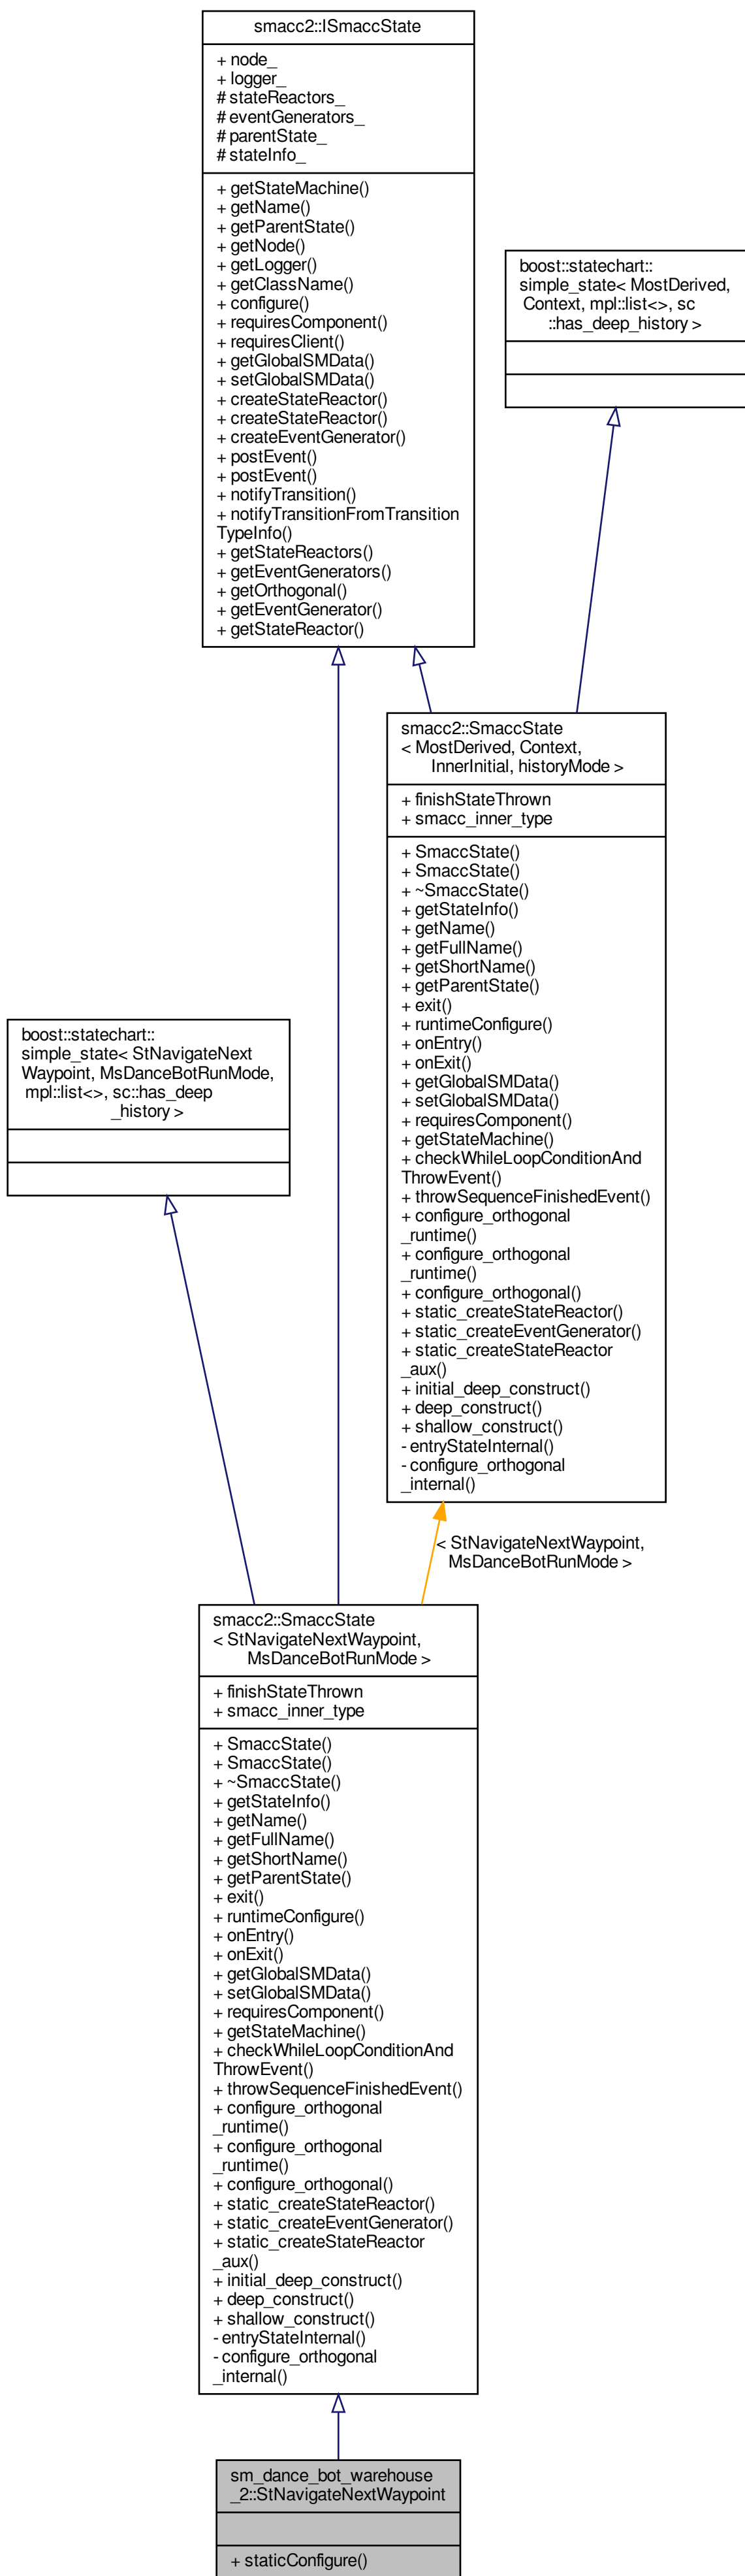 smacc2::ISmaccState
+ node_
+ logger_
# stateReactors_
# eventGenerators_
# parentState_
# stateInfo_
+ getStateMachine()
+ getName()
+ getParentState()
+ getNode()
+ getLogger()
+ getClassName()
+ configure()
+ requiresComponent()
+ requiresClient()
+ getGlobalSMData()
+ setGlobalSMData()
+ createStateReactor()
+ createStateReactor()
+ createEventGenerator()
+ postEvent()
+ postEvent()
+ notifyTransition()
+ notifyTransitionFromTransition
TypeInfo()
+ getStateReactors()
+ getEventGenerators()
+ getOrthogonal()
+ getEventGenerator()
+ getStateReactor()
boost::statechart::
simple_state< MostDerived,
Context, mpl::list<>, sc
::has_deep_history >
smacc2::SmaccState
< MostDerived, Context,
InnerInitial, historyMode >
+ finishStateThrown
+ smacc_inner_type
+ SmaccState()
+ SmaccState()
+ ~SmaccState()
+ getStateInfo()
+ getName()
+ getFullName()
+ getShortName()
+ getParentState()
+ exit()
+ runtimeConfigure()
+ onEntry()
+ onExit()
+ getGlobalSMData()
+ setGlobalSMData()
+ requiresComponent()
+ getStateMachine()
+ checkWhileLoopConditionAnd
ThrowEvent()
+ throwSequenceFinishedEvent()
+ configure_orthogonal
_runtime()
+ configure_orthogonal
_runtime()
+ configure_orthogonal()
+ static_createStateReactor()
+ static_createEventGenerator()
+ static_createStateReactor
_aux()
+ initial_deep_construct()
+ deep_construct()
+ shallow_construct()
- entryStateInternal()
- configure_orthogonal
_internal()
boost::statechart::
simple_state< StNavigateNext
Waypoint, MsDanceBotRunMode,
mpl::list<>, sc::has_deep
_history >
< StNavigateNextWaypoint,
MsDanceBotRunMode >
smacc2::SmaccState
< StNavigateNextWaypoint,
MsDanceBotRunMode >
+ finishStateThrown
+ smacc_inner_type
+ SmaccState()
+ SmaccState()
+ ~SmaccState()
+ getStateInfo()
+ getName()
+ getFullName()
+ getShortName()
+ getParentState()
+ exit()
+ runtimeConfigure()
+ onEntry()
+ onExit()
+ getGlobalSMData()
+ setGlobalSMData()
+ requiresComponent()
+ getStateMachine()
+ checkWhileLoopConditionAnd
ThrowEvent()
+ throwSequenceFinishedEvent()
+ configure_orthogonal
_runtime()
+ configure_orthogonal
_runtime()
+ configure_orthogonal()
+ static_createStateReactor()
+ static_createEventGenerator()
+ static_createStateReactor
_aux()
+ initial_deep_construct()
+ deep_construct()
+ shallow_construct()
- entryStateInternal()
- configure_orthogonal
_internal()
sm_dance_bot_warehouse
_2::StNavigateNextWaypoint
+ staticConfigure()